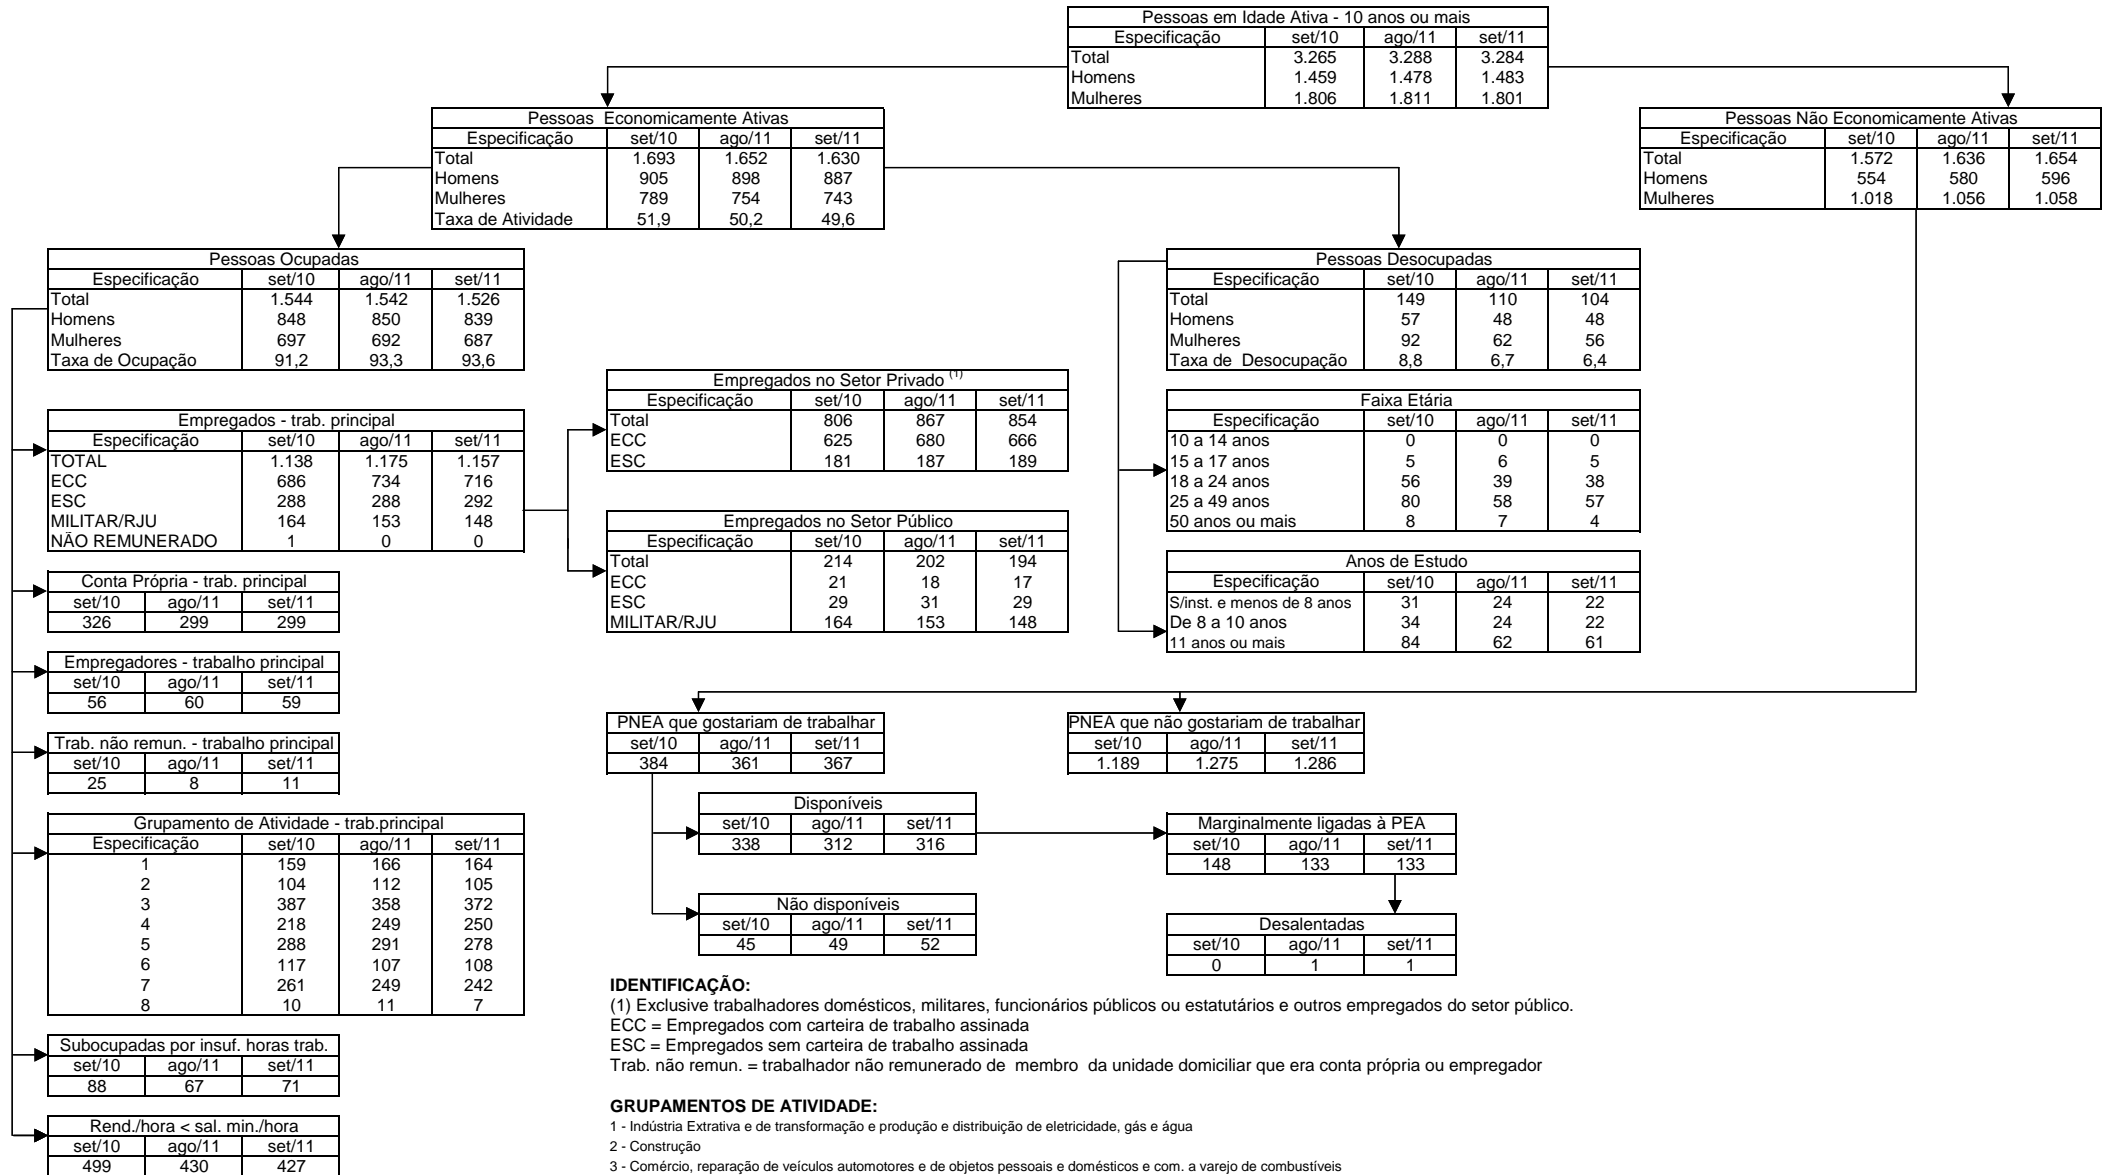 Pessoas em Idade Ativa - 10 anos ou mais
Especificação set/10 ago/11 set/11
Total 3.265 3.288 3.284
Homens 1.459 1.478 1.483
Mulheres 1.806 1.811 1.801
Pessoas Economicamente Ativas
Especificação set/10 ago/11 set/11
Total 1.693 1.652 1.630
Homens 905 898 887
Mulheres 789 754 743
Taxa de Atividade 51,9 50,2 49,6
Pessoas Não Economicamente Ativas
Especificação set/10 ago/11 set/11
Total 1.572 1.636 1.654
Homens 554 580 596
Mulheres 1.018 1.056 1.058
Pessoas Ocupadas
Especificação set/10 ago/11 set/11
Total 1.544 1.542 1.526
Homens 848 850 839
Mulheres 697 692 687
Taxa de Ocupação 91,2 93,3 93,6
Pessoas Desocupadas
Especificação set/10 ago/11 set/11
Total 149 110 104
Homens 57 48 48
Mulheres 92 62 56
Taxa de Desocupação 8,8 6,7 6,4
Empregados - trab. principal
Especificação set/10 ago/11 set/11
TOTAL 1.138 1.175 1.157
ECC 686 734 716
ESC 288 288 292
MILITAR/RJU 164 153 148
NÃO REMUNERADO 1 0 0
Empregados no Setor Privado (1)
Especificação set/10 ago/11 set/11
Total 806 867 854
ECC 625 680 666
ESC 181 187 189
Empregados no Setor Público
Especificação set/10 ago/11 set/11
Total 214 202 194
ECC 21 18 17
ESC 29 31 29
MILITAR/RJU 164 153 148
Faixa Etária
Especificação set/10 ago/11 set/11
10 a 14 anos 0 0 0
15 a 17 anos 5 6 5
18 a 24 anos 56 39 38
25 a 49 anos 80 58 57
50 anos ou mais 8 7 4
Anos de Estudo
Especificação set/10 ago/11 set/11
S/inst. e menos de 8 anos 31 24 22
De 8 a 10 anos 34 24 22
11 anos ou mais 84 62 61
Conta Própria - trab. principal
set/10 ago/11 set/11
326 299 299
Empregadores - trabalho principal
set/10 ago/11 set/11
56 60 59
Trab. não remun. - trabalho principal
set/10 ago/11 set/11
25 8 11
PNEA que gostariam de trabalhar
set/10 ago/11 set/11
384 361 367
PNEA que não gostariam de trabalhar
set/10 ago/11 set/11
1.189 1.275 1.286
Disponíveis
set/10 ago/11 set/11
338 312 316
Marginalmente ligadas à PEA
set/10 ago/11 set/11
148 133 133
Não disponíveis
set/10 ago/11 set/11
45 49 52
Desalentadas
set/10 ago/11 set/11
0 1 1
Grupamento de Atividade - trab.principal
Especificação set/10 ago/11 set/11
1 159 166 164
2 104 112 105
3 387 358 372
4 218 249 250
5 288 291 278
6 117 107 108
7 261 249 242
8 10 11 7
Subocupadas por insuf. horas trab.
set/10 ago/11 set/11
88 67 71
Rend./hora < sal. min./hora
set/10 ago/11 set/11
499 430 427
IDENTIFICAÇÃO:
(1) Exclusive trabalhadores domésticos, militares, funcionários públicos ou estatutários e outros empregados do setor público.
ECC = Empregados com carteira de trabalho assinada
ESC = Empregados sem carteira de trabalho assinada
Trab. não remun. = trabalhador não remunerado de membro da unidade domiciliar que era conta própria ou empregador
GRUPAMENTOS DE ATIVIDADE:
1 - Indústria Extrativa e de transformação e produção e distribuição de eletricidade, gás e água
2 - Construção
3 - Comércio, reparação de veículos automotores e de objetos pessoais e domésticos e com. a varejo de combustíveis